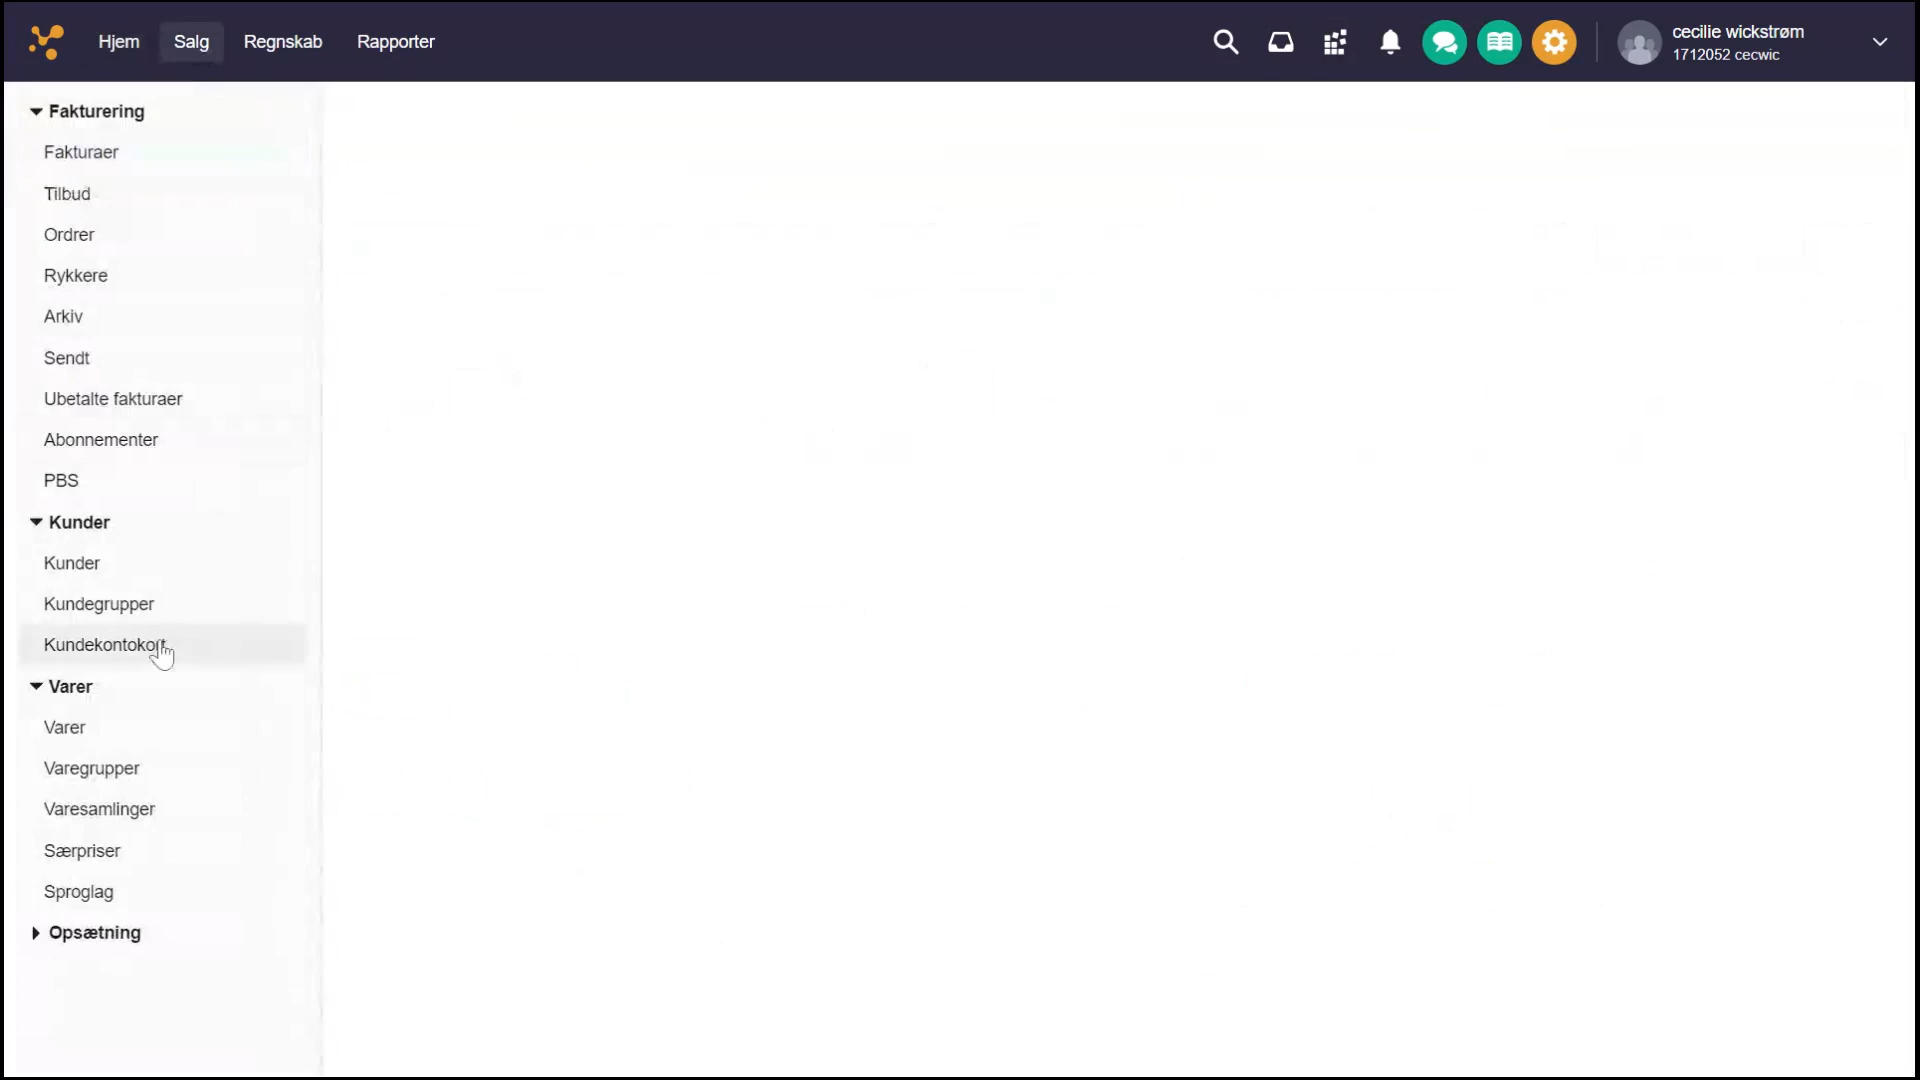 Hjem
Salg
Regnskab
Rapporter
cecilie wickstrøm
1712052 cecwic
Fakturering
Fakturaer
Tilbud
Ordrer
Rykkere
Arkiv
Sendt
Ubetalte fakturaer
Abonnementer
PBS
Kunder
Kunder
Kundegrupper
Kundekontokort
Varer
Varer
Varegrupper
Varesamlinger
Særpriser
Sproglag
Opsætning